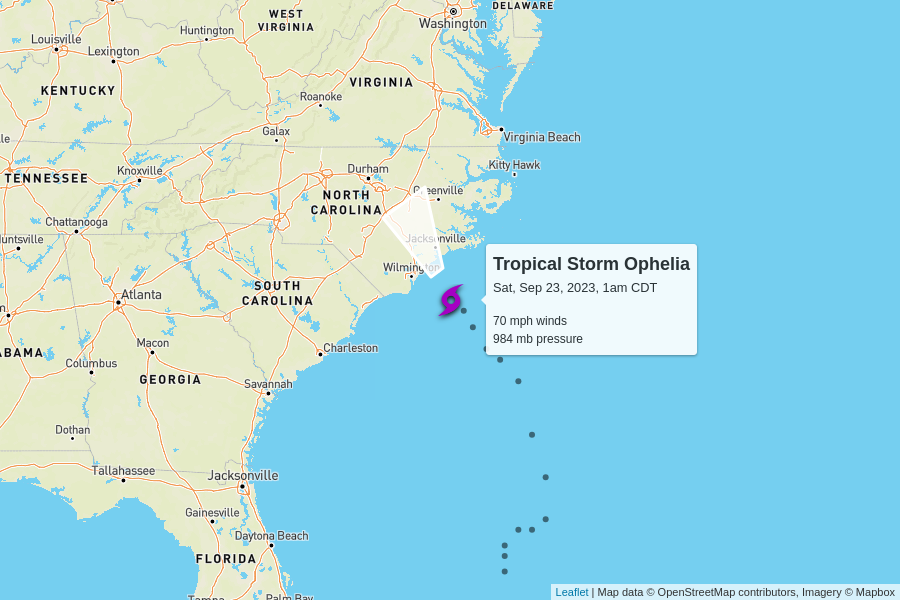 DELAWARE
WEST
VIRGINIA
Washington
Huntington
Louisville
Lexington
VIRGINIA
KENTUCKY
Roanoke
Galax
Virginia Beach
Kitty Hawk
Durham
Knoxville
TENNESSEE
Greenville
NORTH
CAROLINA
Chattanooga
untsville
Jacksonville
Wilmington
Tropical Storm Ophelia
Sat, Sep 23, 2023, 1am CDT
70 mph winds
984 mb pressure
SOUTH
CAROLINA
Atlanta
Macon
Charleston
ABAMA
Columbus
GEORGIA
Savannah
Dothan
Tallahassee
Jacksonville
Gainesville
Daytona Beach
FLORIDA
Tampa
Palm Bay
Leaflet | Map data © OpenStreetMap contributors, Imagery © Mapbox